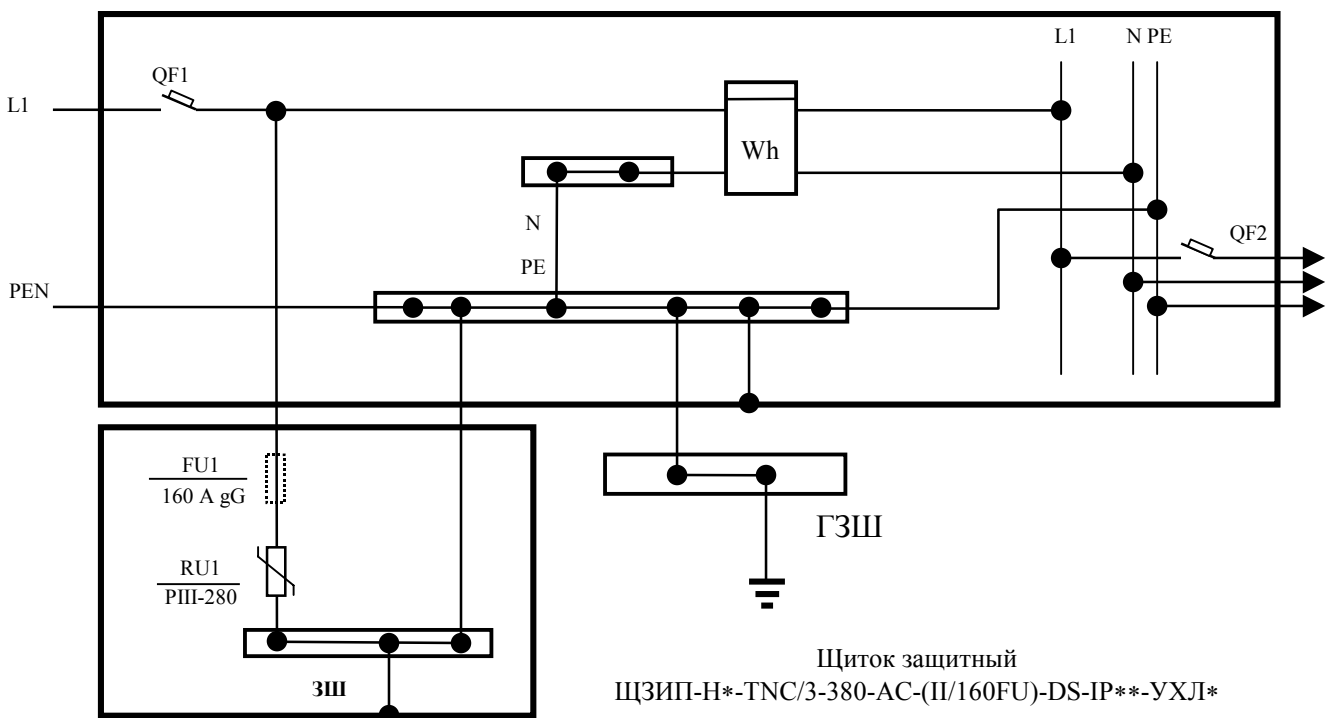 L1
N PE
QF1
L1
Wh
N
QF2
PE
PEN
FU1
160 A gG
ГЗШ
RU1
РIII-280
ЗШ
Щиток защитный
ЩЗИП-Н*-TNC/3-380-AC-(II/160FU)-DS-IP**-УХЛ*